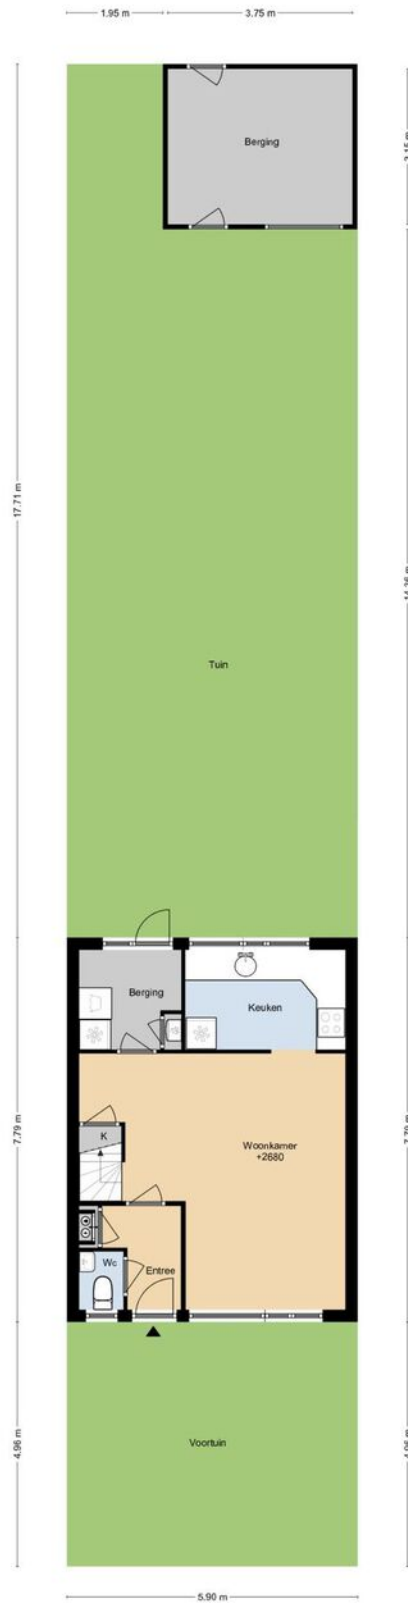 1.95 m
3.75 m
Berging
17.71 m
Tuin
Berging
Keuken
7.79 m
K
Woonkamer
+2680
Wc
Entree
Voortuin
4.96 m
5.90 m